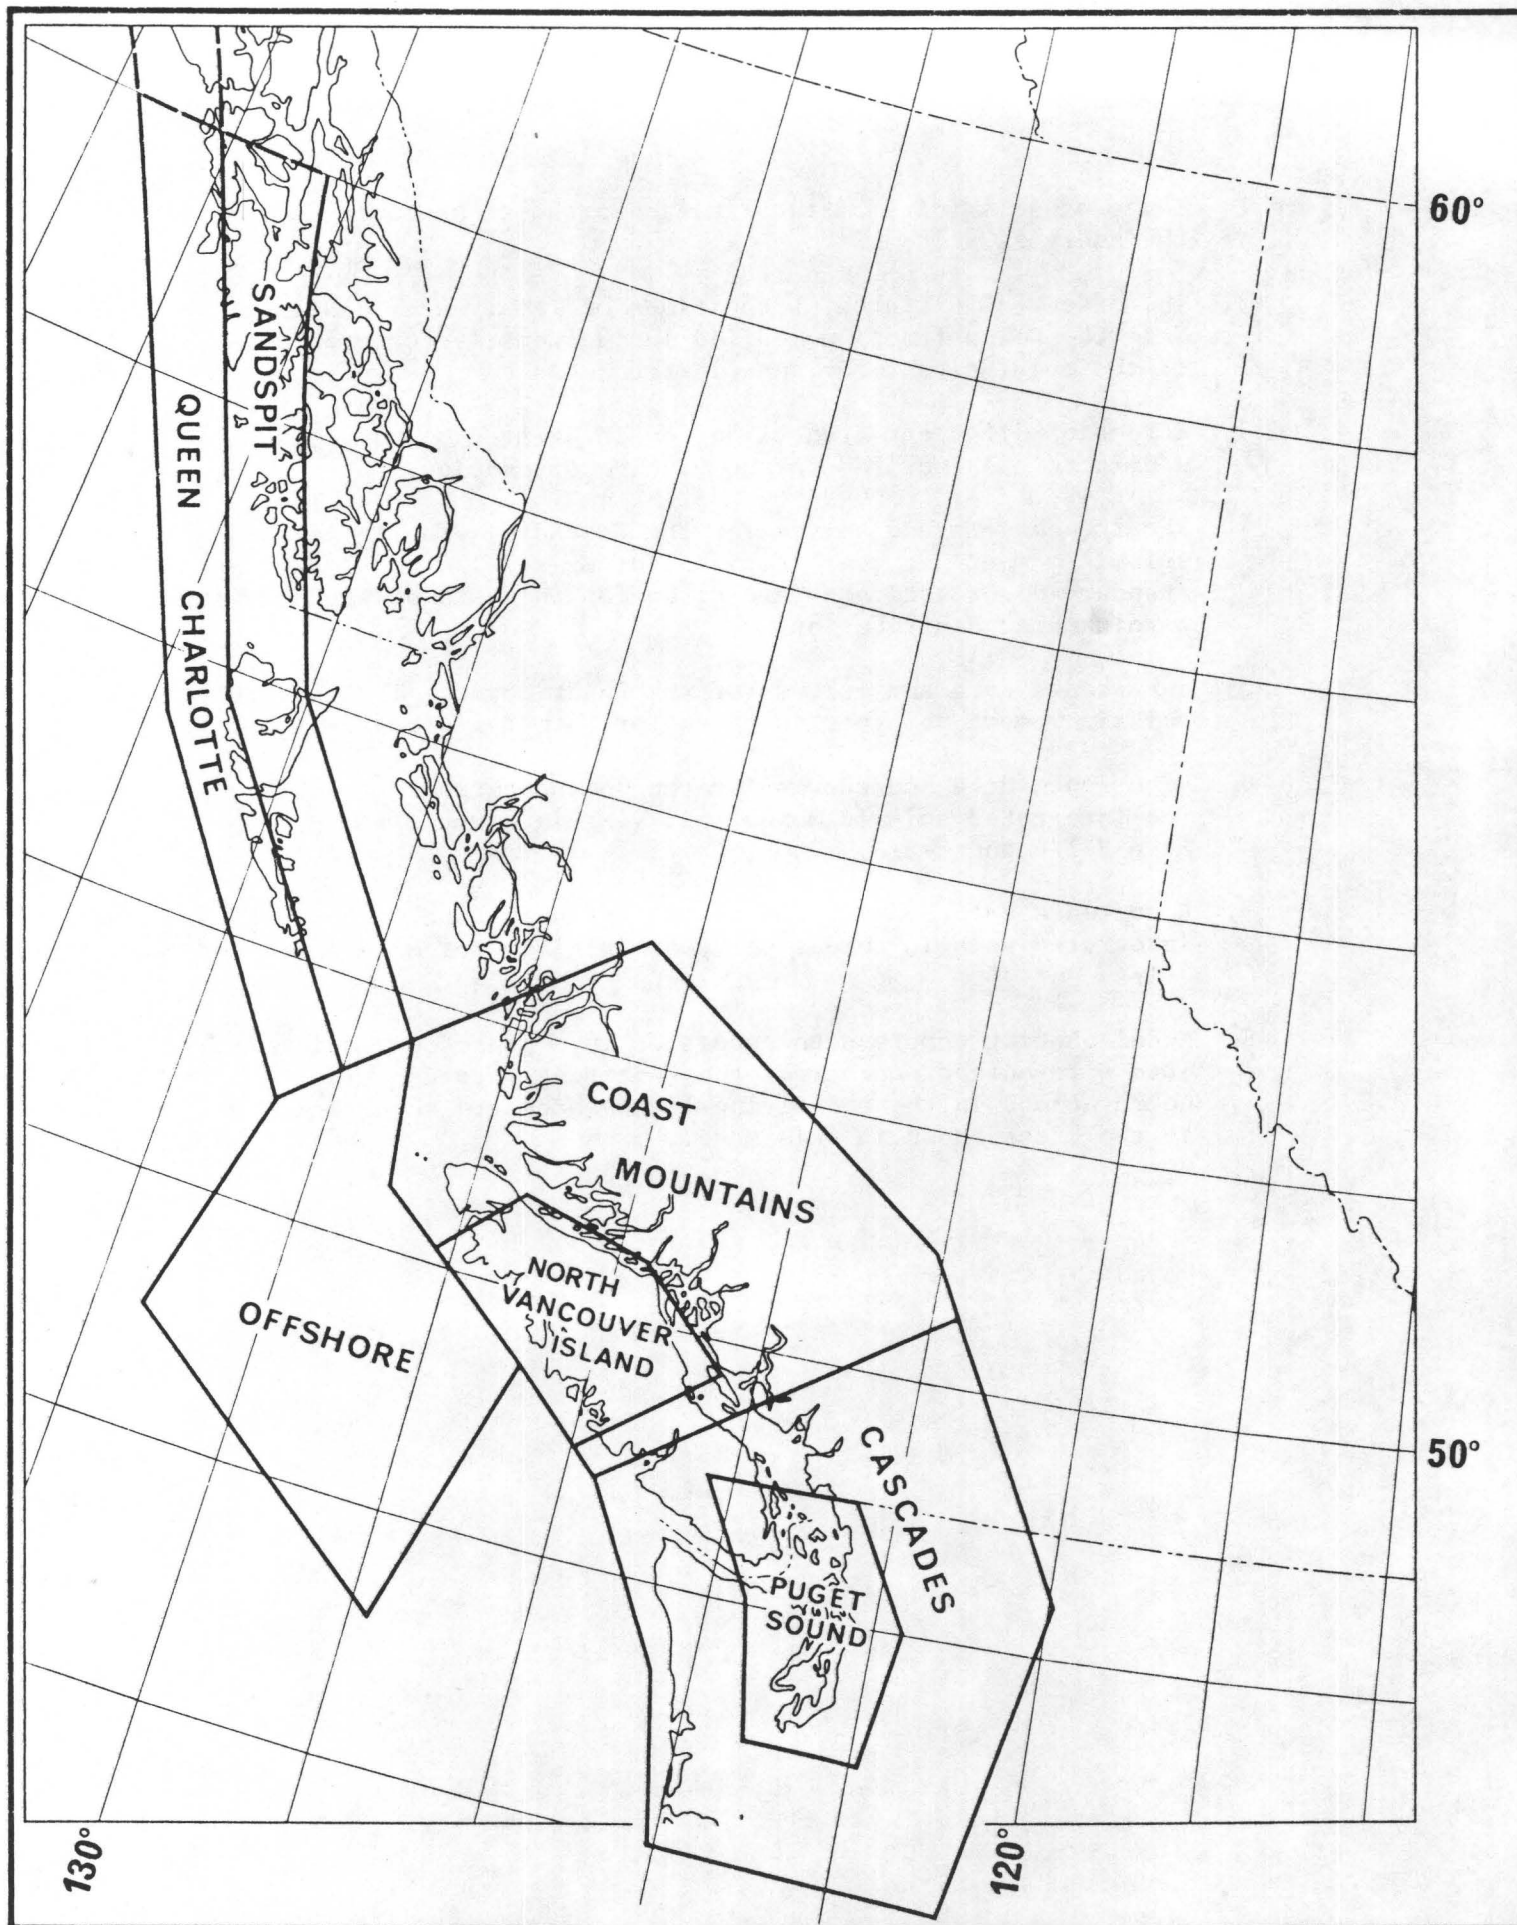 60°
SANDSPIT
QUEEN CHARLOTTE
COAST
MOUNTAINS
NORTH
VANCOUVER
ISLAND
OFFSHORE
50°
CASCADES
PUGET
SOUND
130°
120°